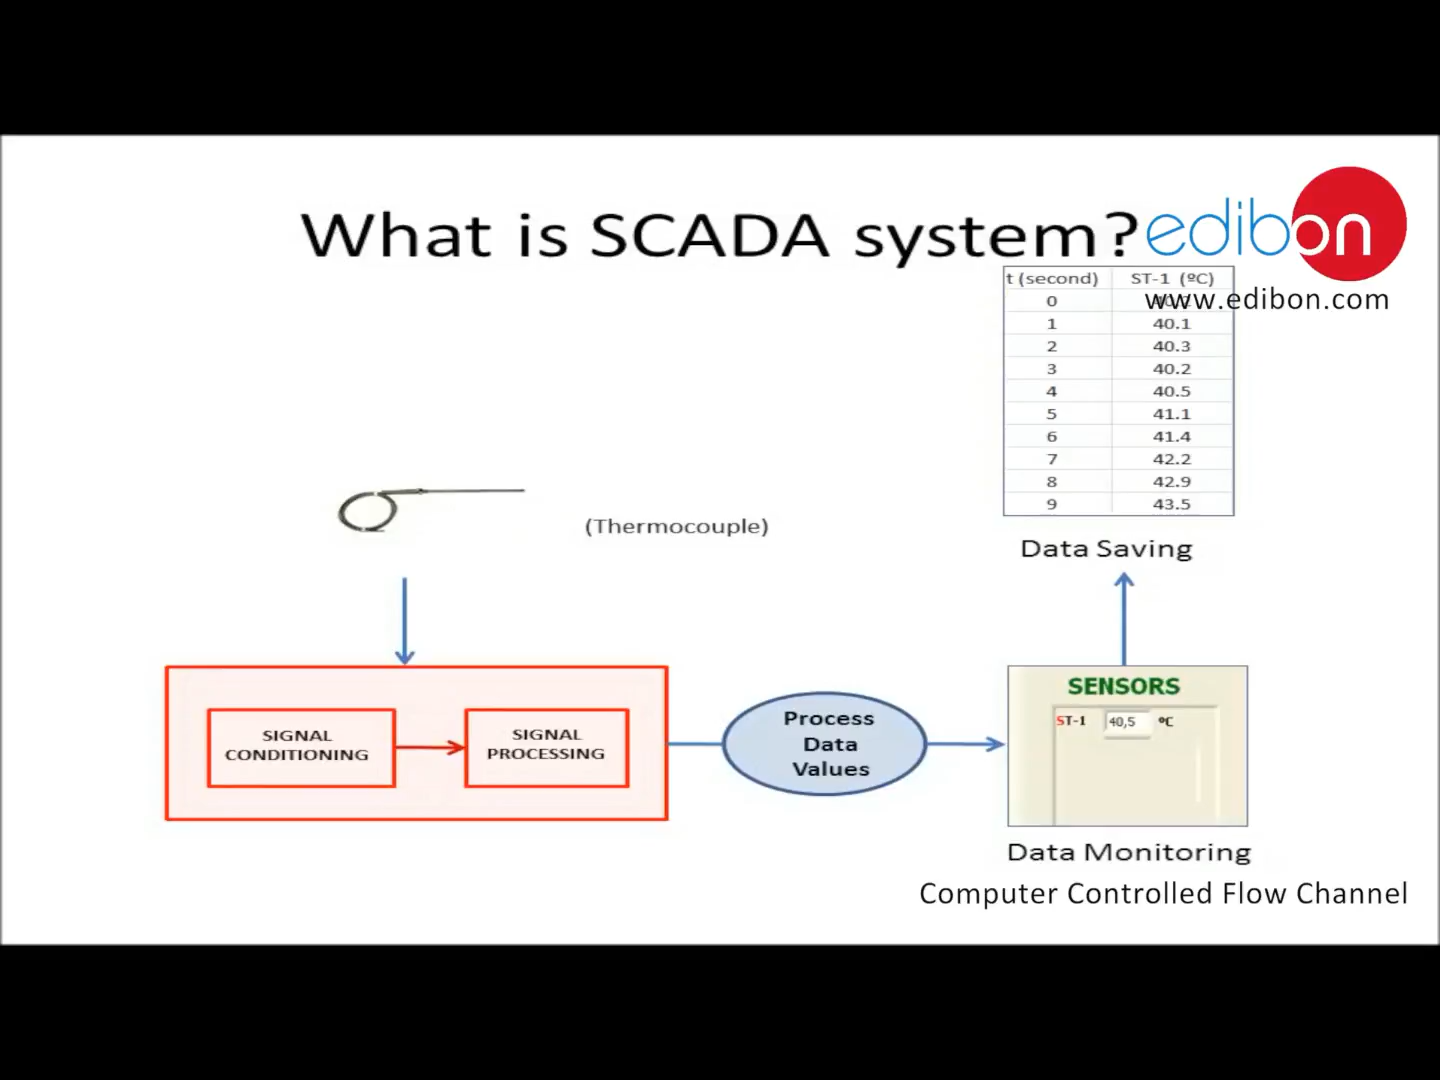 What is SCADA system?
edibon
www.edibon.com
t (second) ST-1 (ºC)
0
1 40.1
2 40.3
3 40.2
4 40.5
5 41.1
6 41.4
7 42.2
8 42.9
9 43.5
Data Saving
(Thermocouple)
SIGNAL
CONDITIONING
SIGNAL
PROCESSING
Process
Data
Values
SENSORS
ST-1 40,5 ºC
Data Monitoring
Computer Controlled Flow Channel